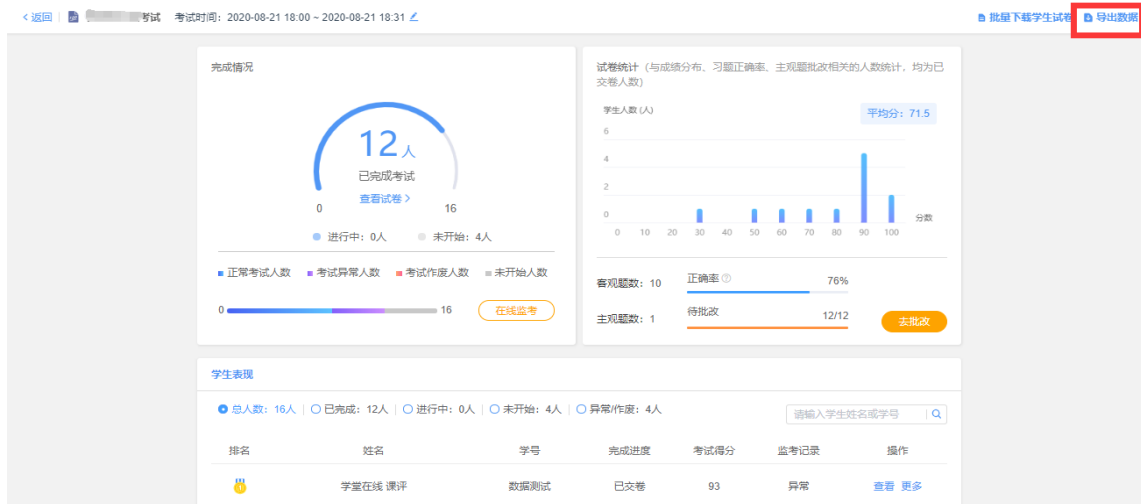 返回 考试 考试时间：2020-08-21 18:00 ~ 2020-08-21 18:31 批量下载学生试卷 导出数据
完成情况
12人
已完成考试
查看试卷
0 16
进行中：0人 未开始：4人
正常考试人数 考试异常人数 考试作废人数 未开始人数
0 16 在线监考
试卷统计（与成绩分布、习题正确率、主观题批改相关的人数统计，均为已
交卷人数）
学生人数(人) 平均分：71.5
6
4
2
0 分数
0 10 20 30 40 50 60 70 80 90 100
客观题数：10 正确率 76%
主观题数：1 待批改 12/12 去批改
学生表现
总人数：16人 已完成：12人 进行中：0人 未开始：4人 异常/作废：4人 请输入学生姓名或学号
排名 姓名 学号 完成进度 考试得分 监考记录 操作
学堂在线 课评 数据测试 已交卷 93 异常 查看 更多